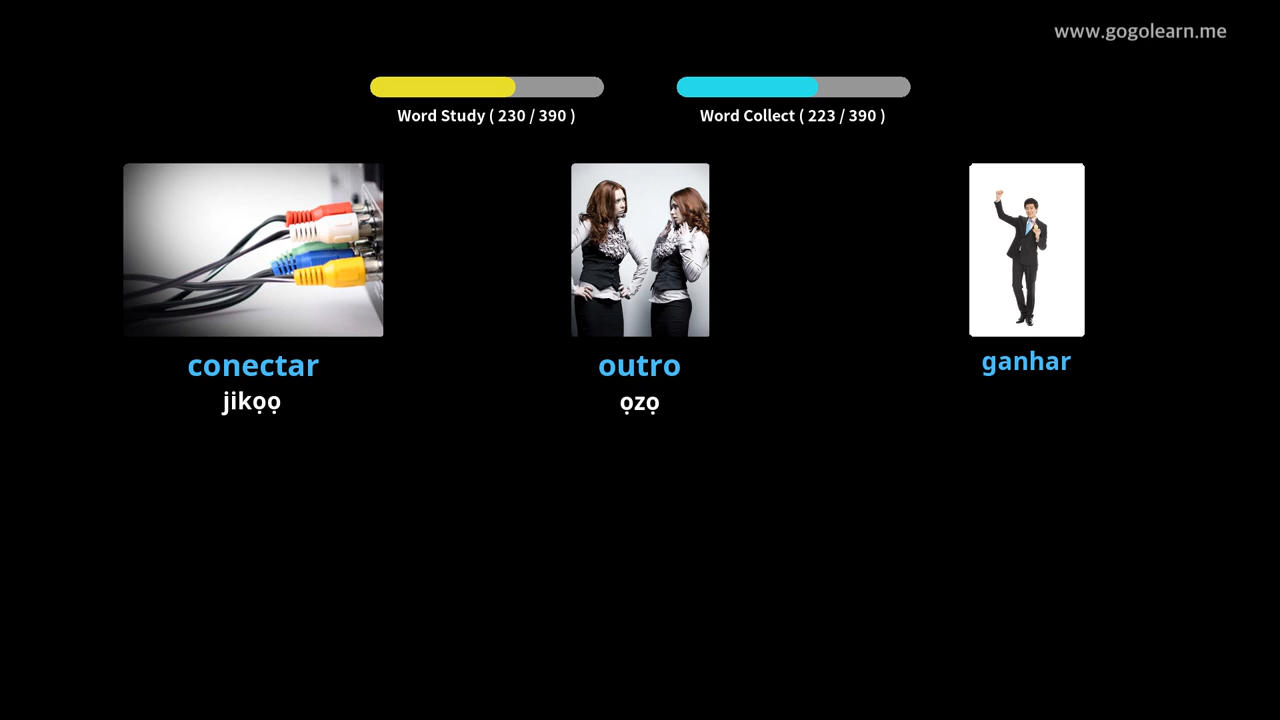 www.gogolearn.me
Word Study ( 230 / 390 )
Word Collect ( 223 / 390 )
conectar
jikọọ
outro
ọzọ
ganhar